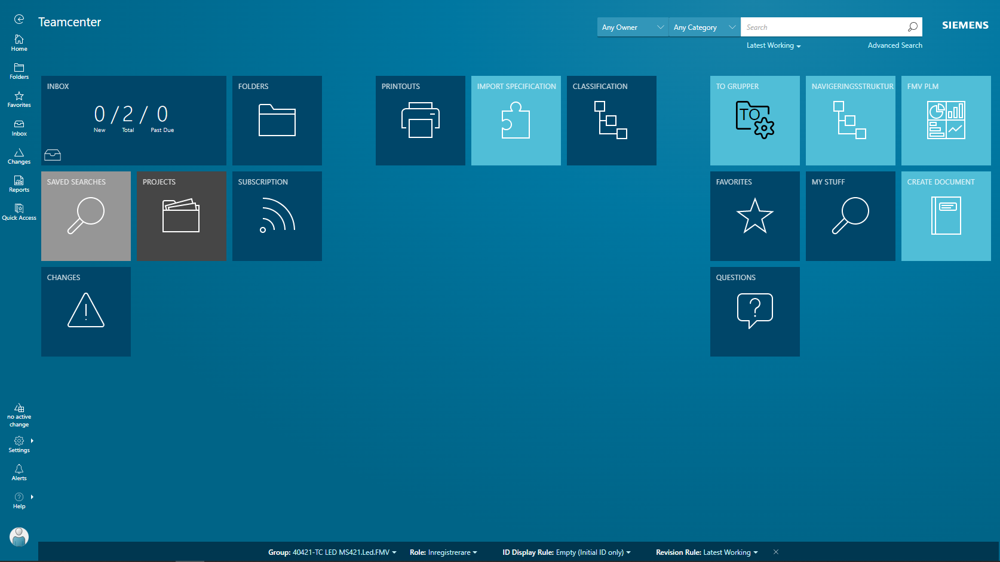 Teamcenter
Any Owner
Any Category
Search
SIEMENS
Latest Working
Advanced Search
Home
Folders
Favorites
Inbox
Changes
Reports
Quick Access
INBOX
0 / 2 / 0
New Total Past Due
FOLDERS
PRINTOUTS
IMPORT SPECIFICATION
CLASSIFICATION
TO GRUPPER
TO
NAVIGERINGSSTRUKTUR
FMV PLM
SAVED SEARCHES
PROJECTS
SUBSCRIPTION
FAVORITES
MY STUFF
CREATE DOCUMENT
CHANGES
QUESTIONS
no active
change
Settings
Alerts
Help
Group: 40421-TC LED MS421.Led.FMV Role: Inregistrerare ID Display Rule: Empty (Initial ID only) Revision Rule: Latest Working